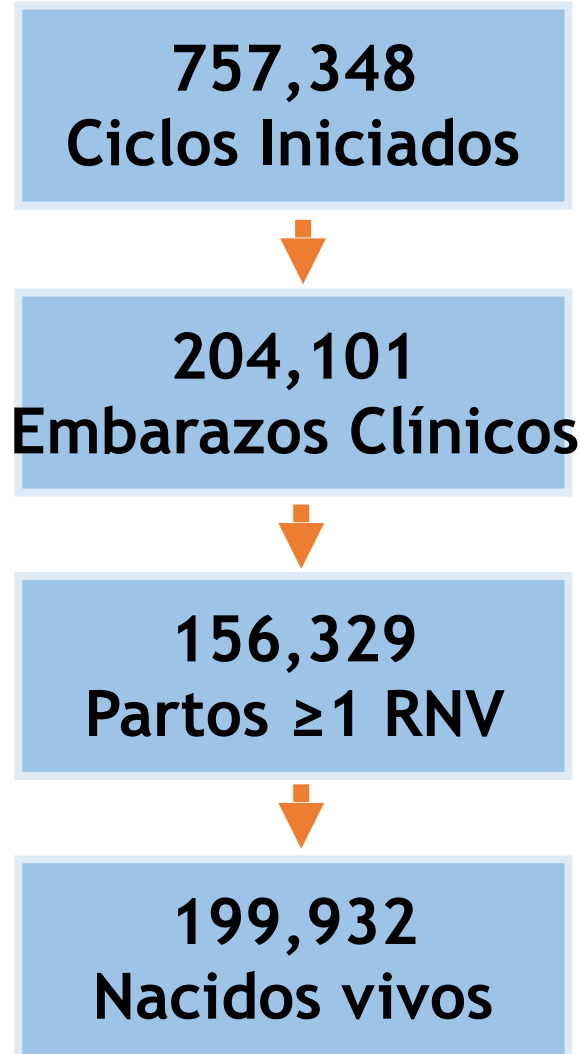 757,348
Ciclos Iniciados
204,101
Embarazos Clínicos
156,329
Partos ≥1 RNV
199,932
Nacidos vivos